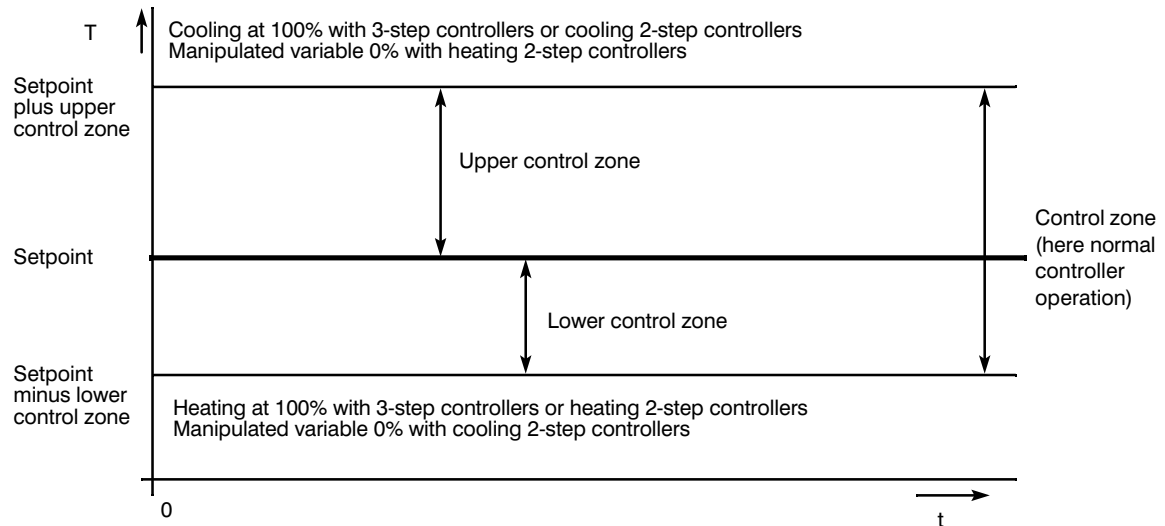 T
Cooling at 100% with 3-step controllers or cooling 2-step controllers
Manipulated variable 0% with heating 2-step controllers
Setpoint
plus upper
control zone
Upper control zone
Control zone
(here normal
controller
operation)
Setpoint
Lower control zone
Setpoint
minus lower
control zone
Heating at 100% with 3-step controllers or heating 2-step controllers
Manipulated variable 0% with cooling 2-step controllers
0
t